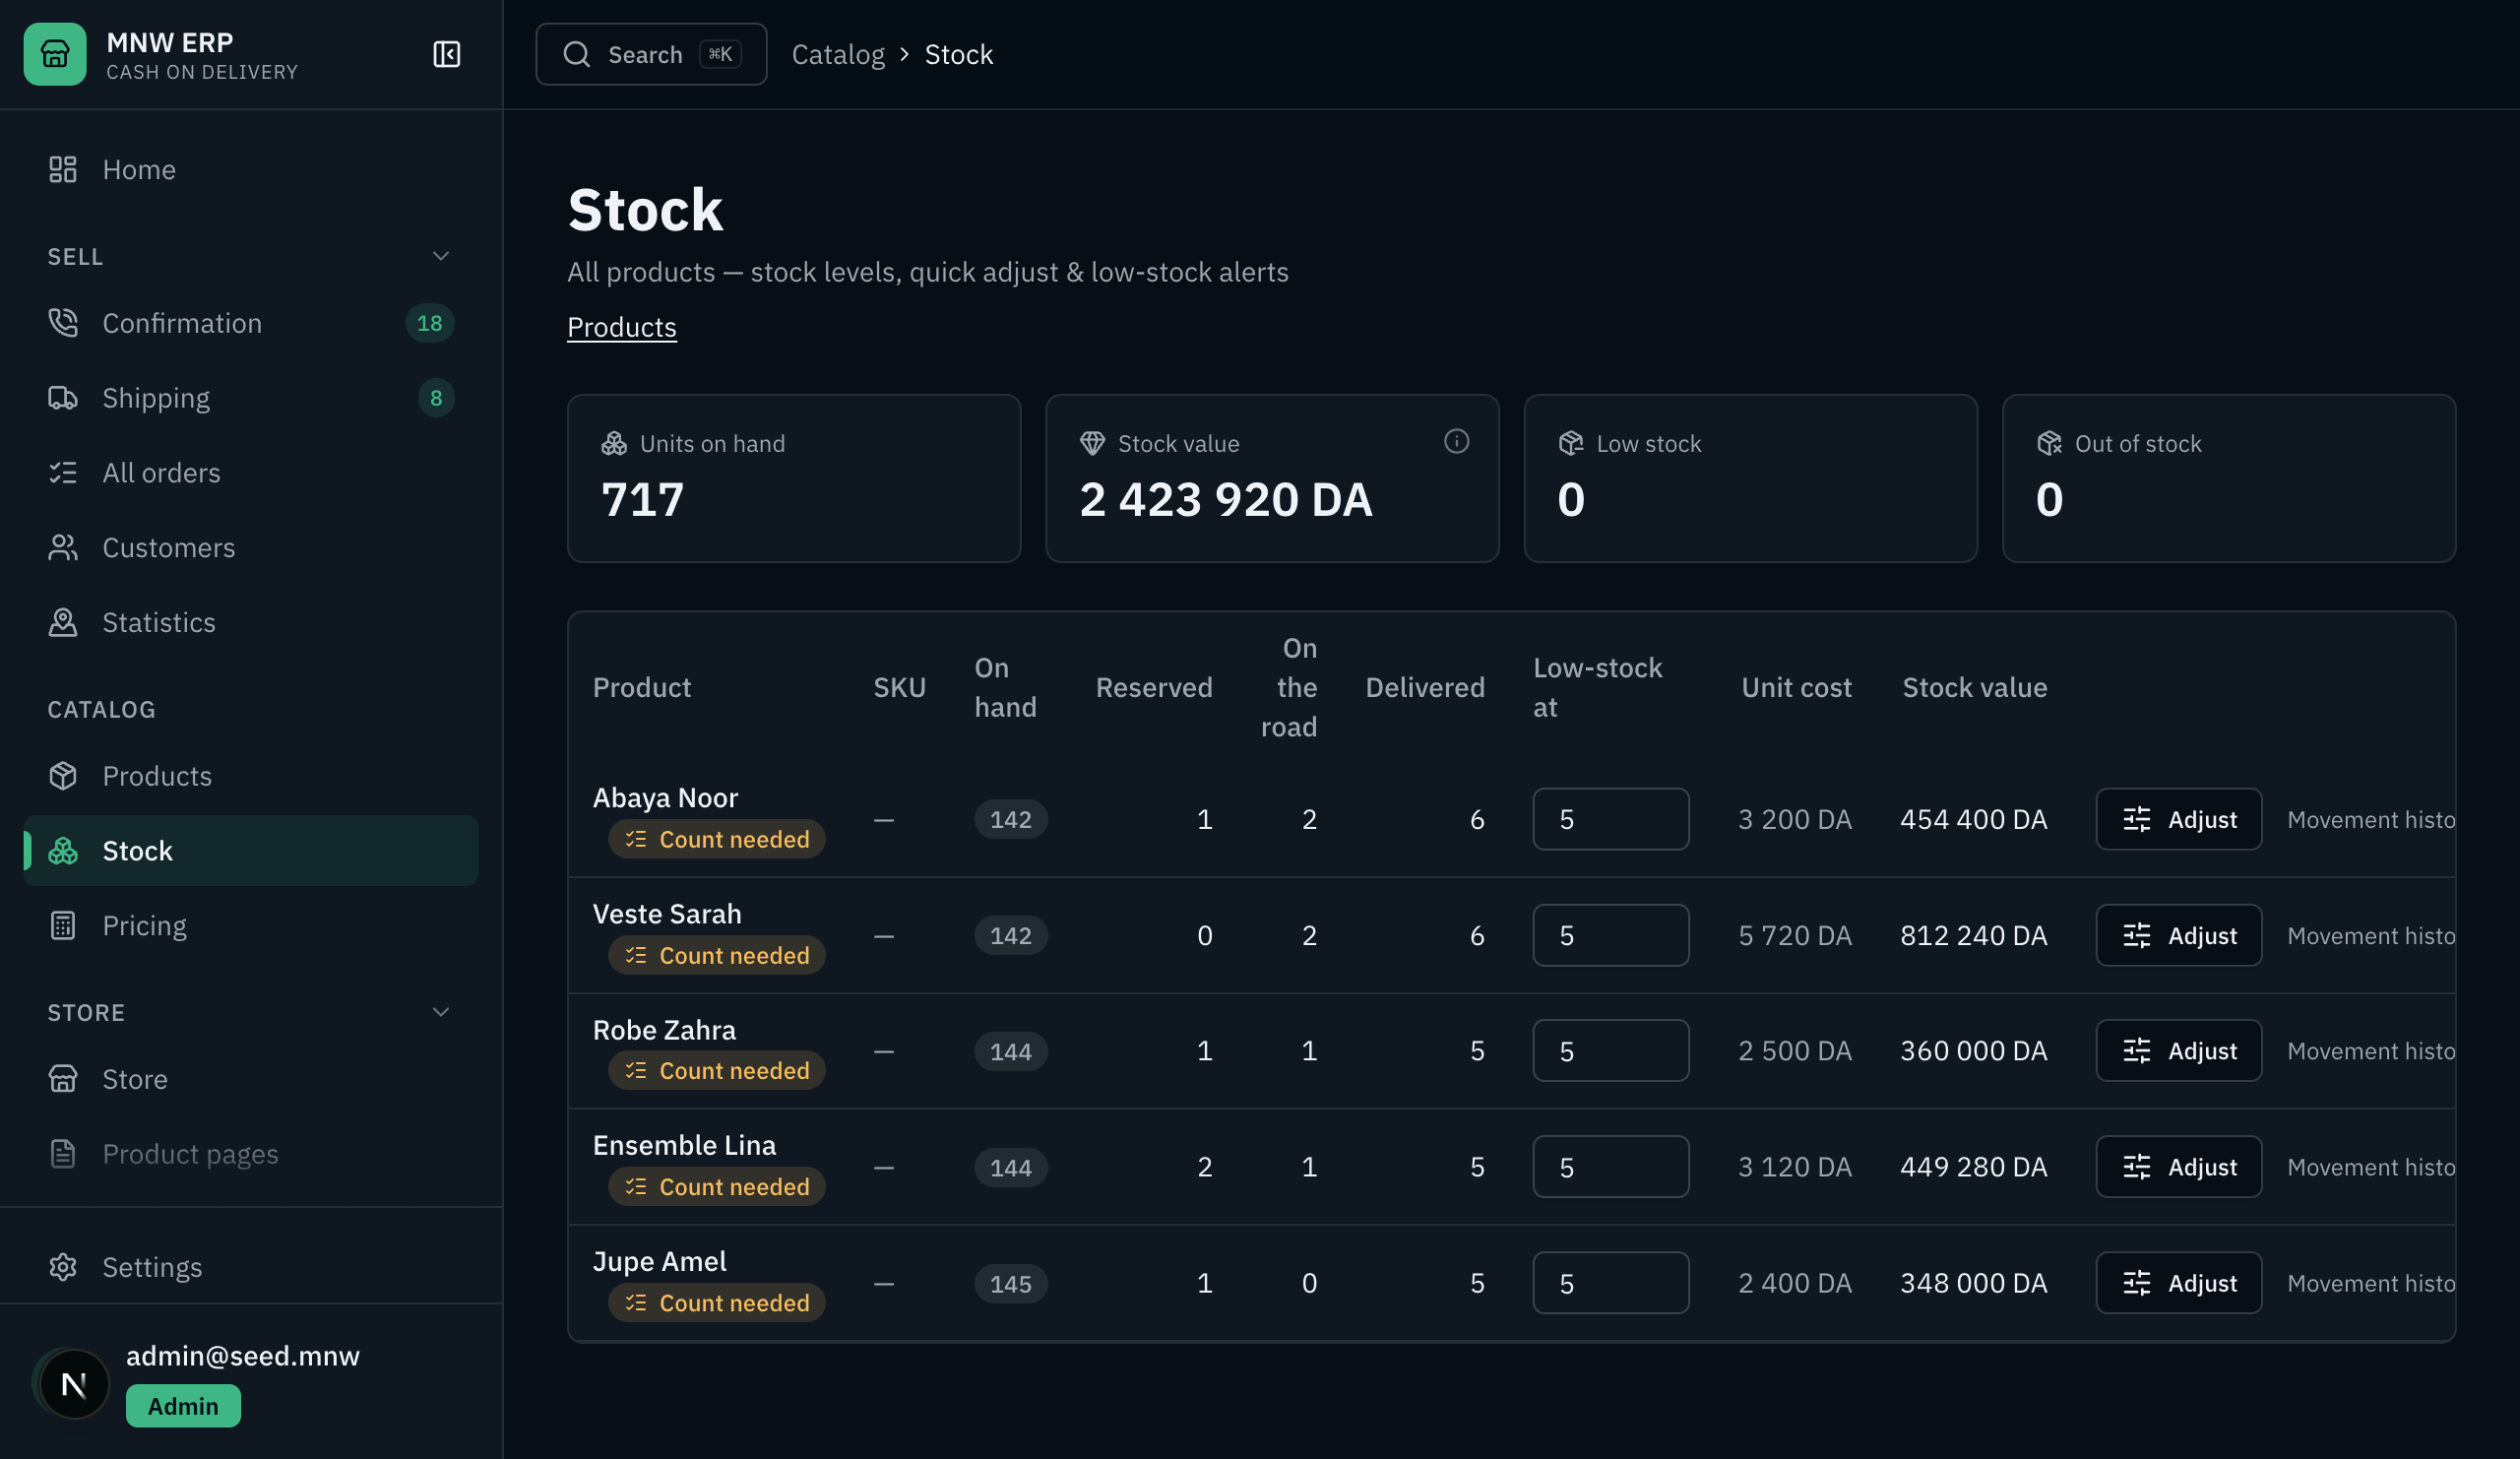 MNW ERP
CASH ON DELIVERY
Home
SELL
Confirmation 18
Shipping 8
All orders
Customers
Statistics
CATALOG
Products
Stock
Pricing
STORE
Store
Product pages
Settings
N
admin@seed.mnw
Admin
Search ⌘K Catalog > Stock
Stock
All products — stock levels, quick adjust & low-stock alerts
Products
Units on hand
717
Stock value
2 423 920 DA
Low stock
0
Out of stock
0
Product SKU On hand Reserved On the road Delivered Low-stock at Unit cost Stock value
Abaya Noor — 142 1 2 6 5 3 200 DA 454 400 DA Adjust Movement histo
Count needed
Veste Sarah — 142 0 2 6 5 5 720 DA 812 240 DA Adjust Movement histo
Count needed
Robe Zahra — 144 1 1 5 5 2 500 DA 360 000 DA Adjust Movement histo
Count needed
Ensemble Lina — 144 2 1 5 5 3 120 DA 449 280 DA Adjust Movement histo
Count needed
Jupe Amel — 145 1 0 5 5 2 400 DA 348 000 DA Adjust Movement histo
Count needed